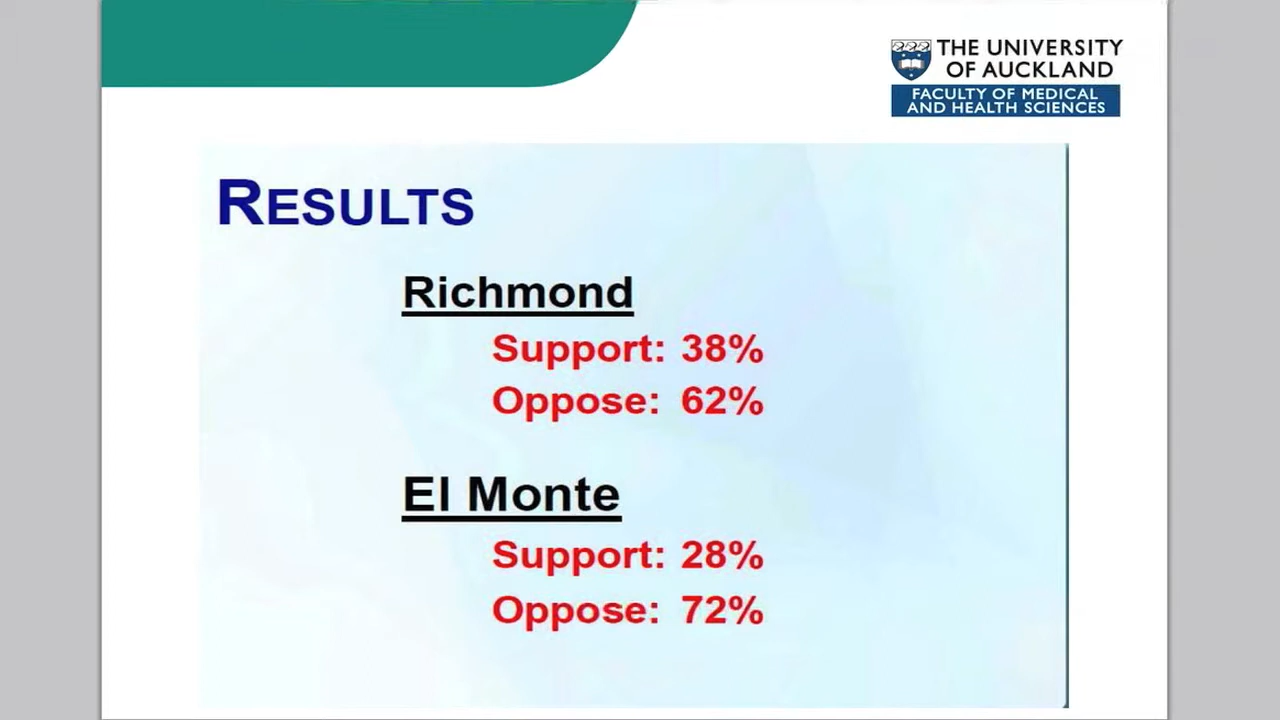 THE UNIVERSITY
OF AUCKLAND
FACULTY OF MEDICAL
AND HEALTH SCIENCES
RESULTS
Richmond
Support: 38%
Oppose: 62%
El Monte
Support: 28%
Oppose: 72%